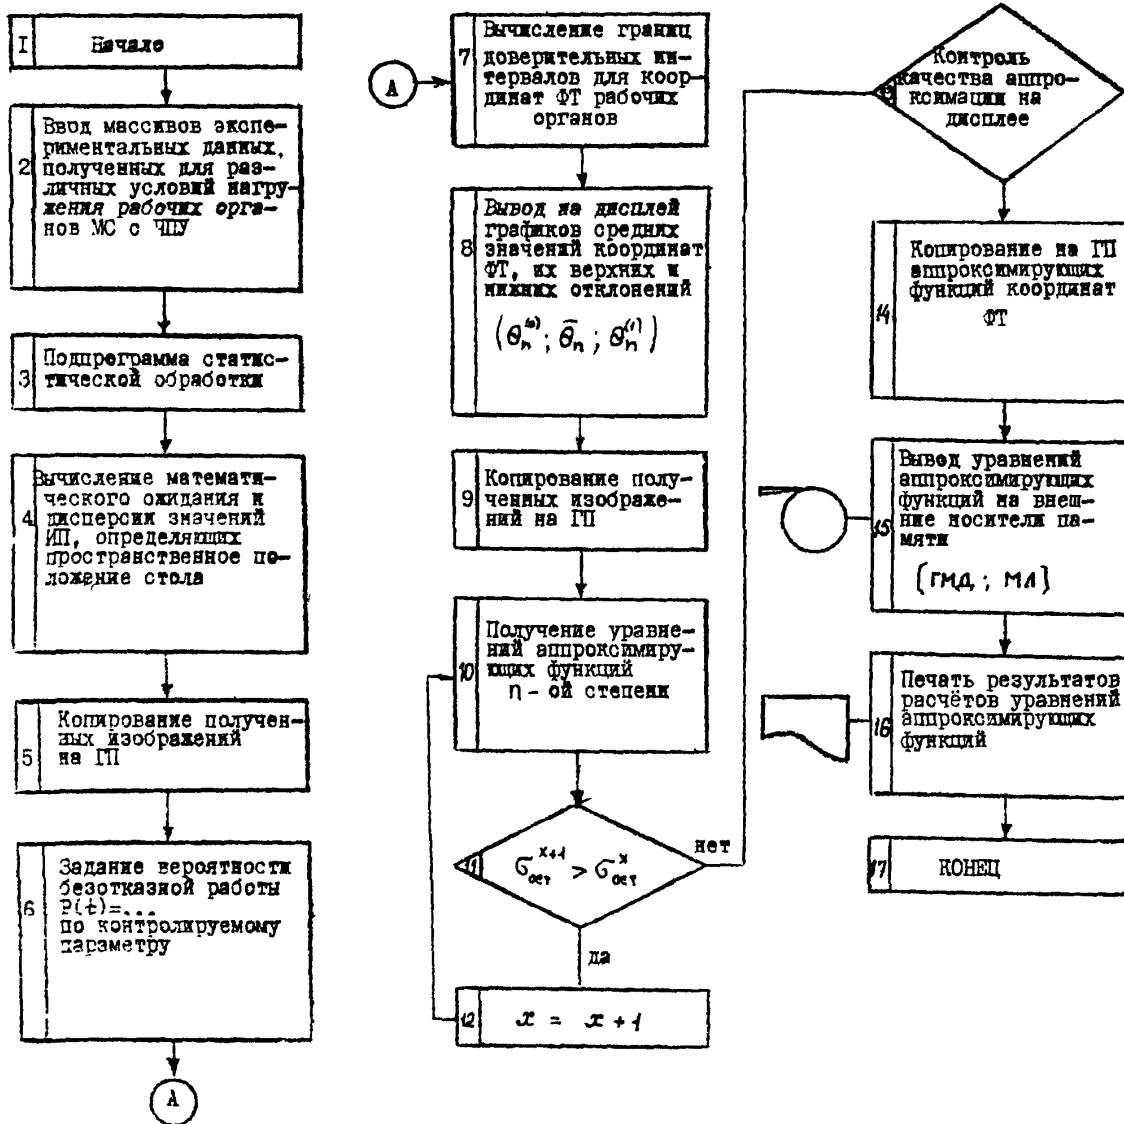 I
Начало
2
Ввод массивов экспе-
риментальных данных,
полученных для раз-
личных условий нагру-
жения рабочих орга-
нов МС с ЧПУ
3
Подпрограмма статис-
тической обработки
4
Вычисление математи-
ческого ожидания и
дисперсии значений
ИП, определяющих
пространственное по-
ложение стола
5
Копирование получен-
ных изображений
на ГП
6
Задание вероятности
безотказной работы
P(t)=...
по контролируемому
параметру
А
А
7
Вычисление границ
доверительных ин-
тервалов для коор-
динат ФТ рабочих
органов
8
Вывод на дисплей
графиков средних
значений координат
ФТ, их верхних и
нижних отклонений
9
Копирование полу-
ченных изображе-
ний на ГП
10
Получение уравне-
ний аппроксимиру-
ющих функций
n - ой степени
11
σ_ост^{x+1} > σ_ост^x
нет
да
12
x = x + 1
13
Контроль
качества аппро-
ксимации на
дисплее
14
Копирование на ГП
аппроксимирующих
функций координат
ФТ
15
Вывод уравнений
аппроксимирующих
функций на внеш-
ние носители па-
мяти
(ГМД; МЛ)
16
Печать результатов
расчётов уравнений
аппроксимирующих
функций
17
КОНЕЦ